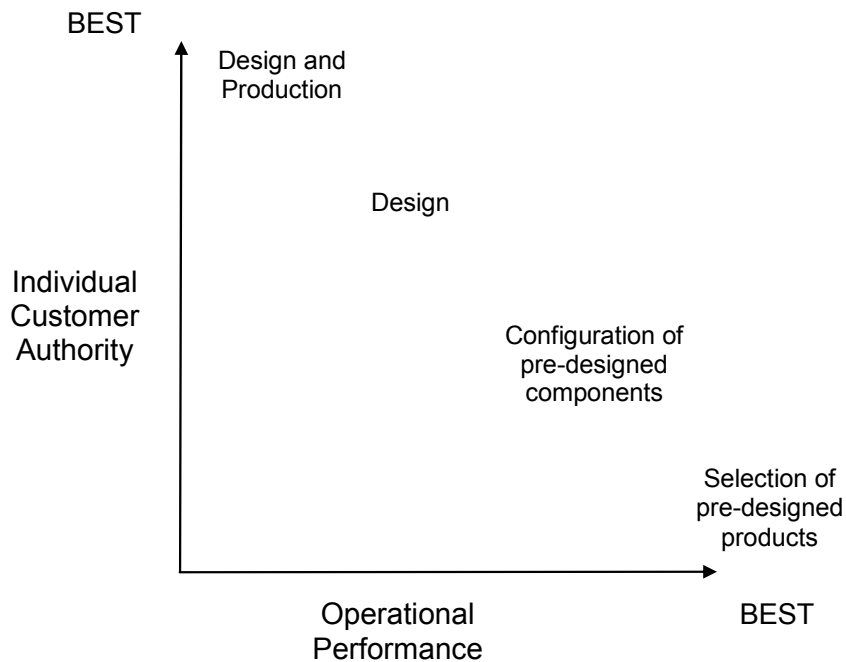 BEST
Design and
Production
Design
Individual
Customer
Authority
Configuration of
pre-designed
components
Selection of
pre-designed
products
Operational
Performance
BEST